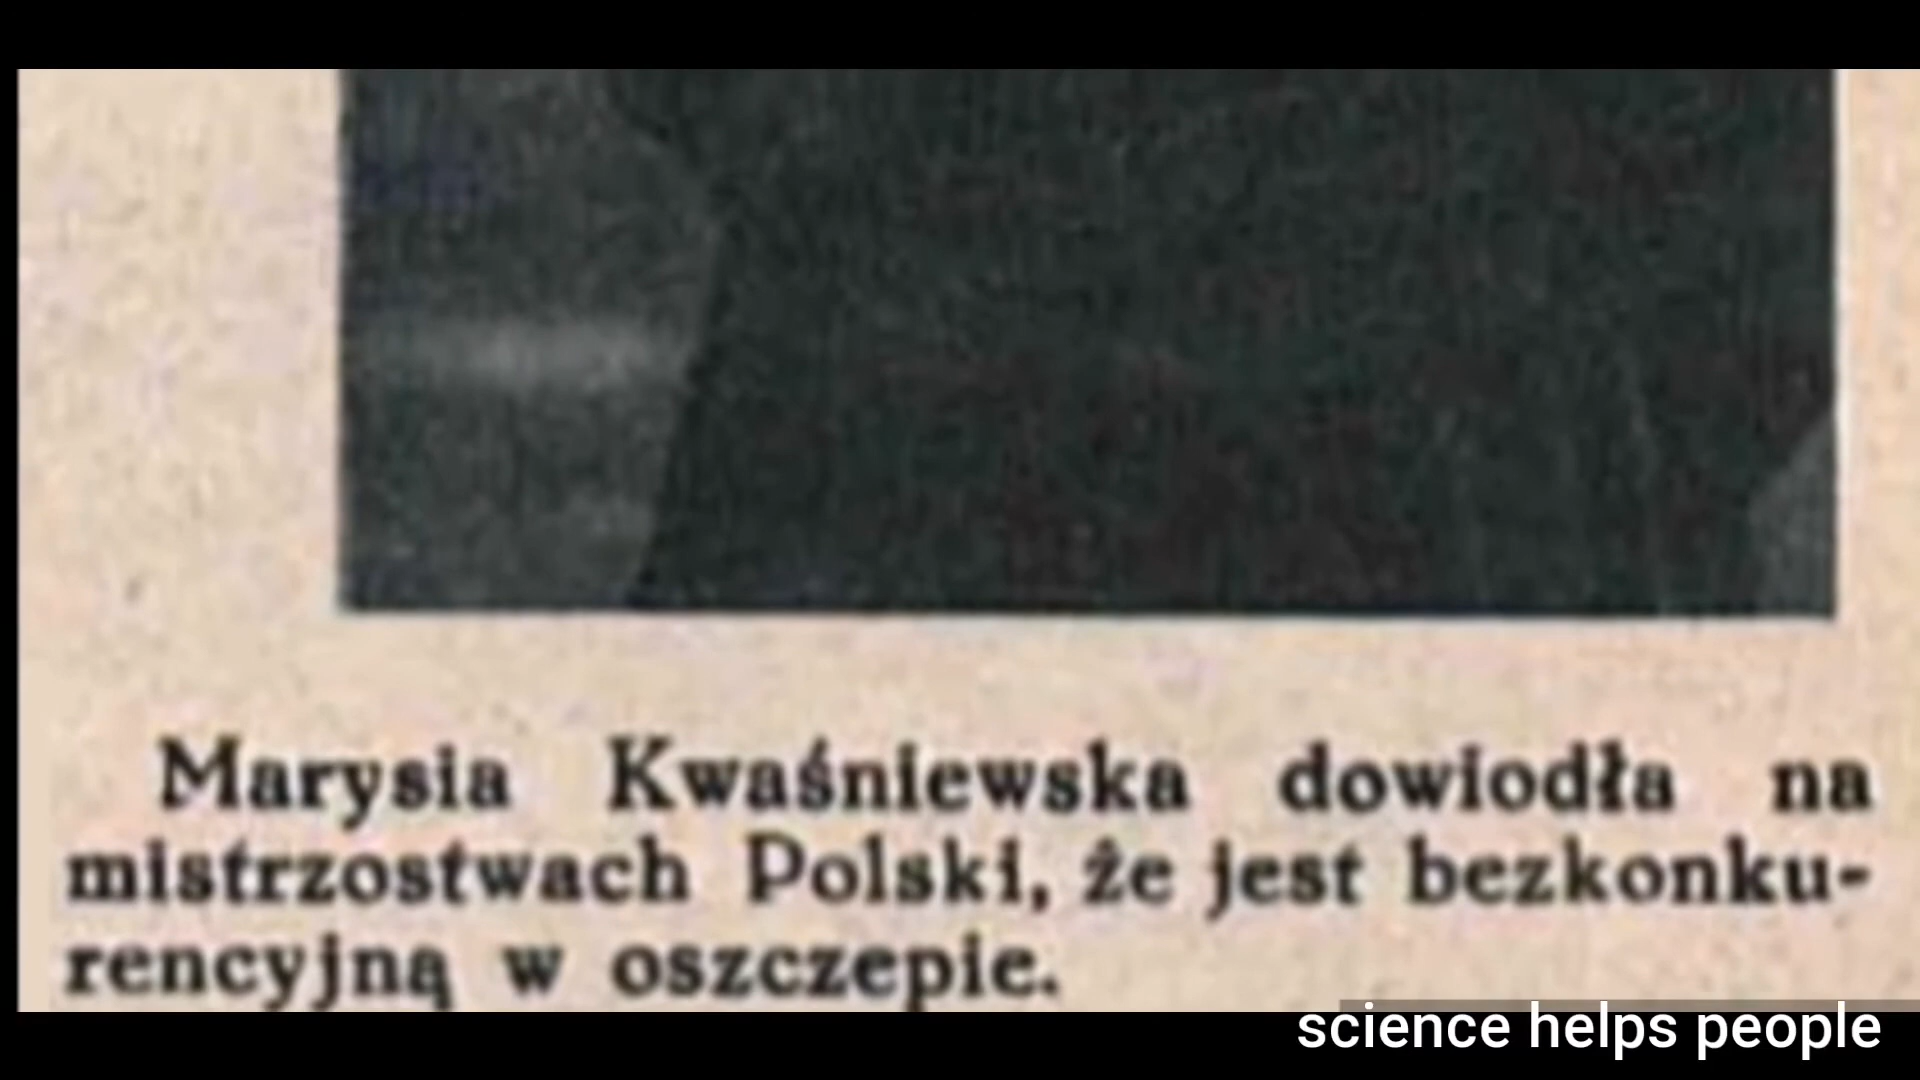 Marysia Kwaśniewska dowiodła na
mistrzostwach Polski, że jest bezkonku-
rencyjną w oszczepie.
science helps people